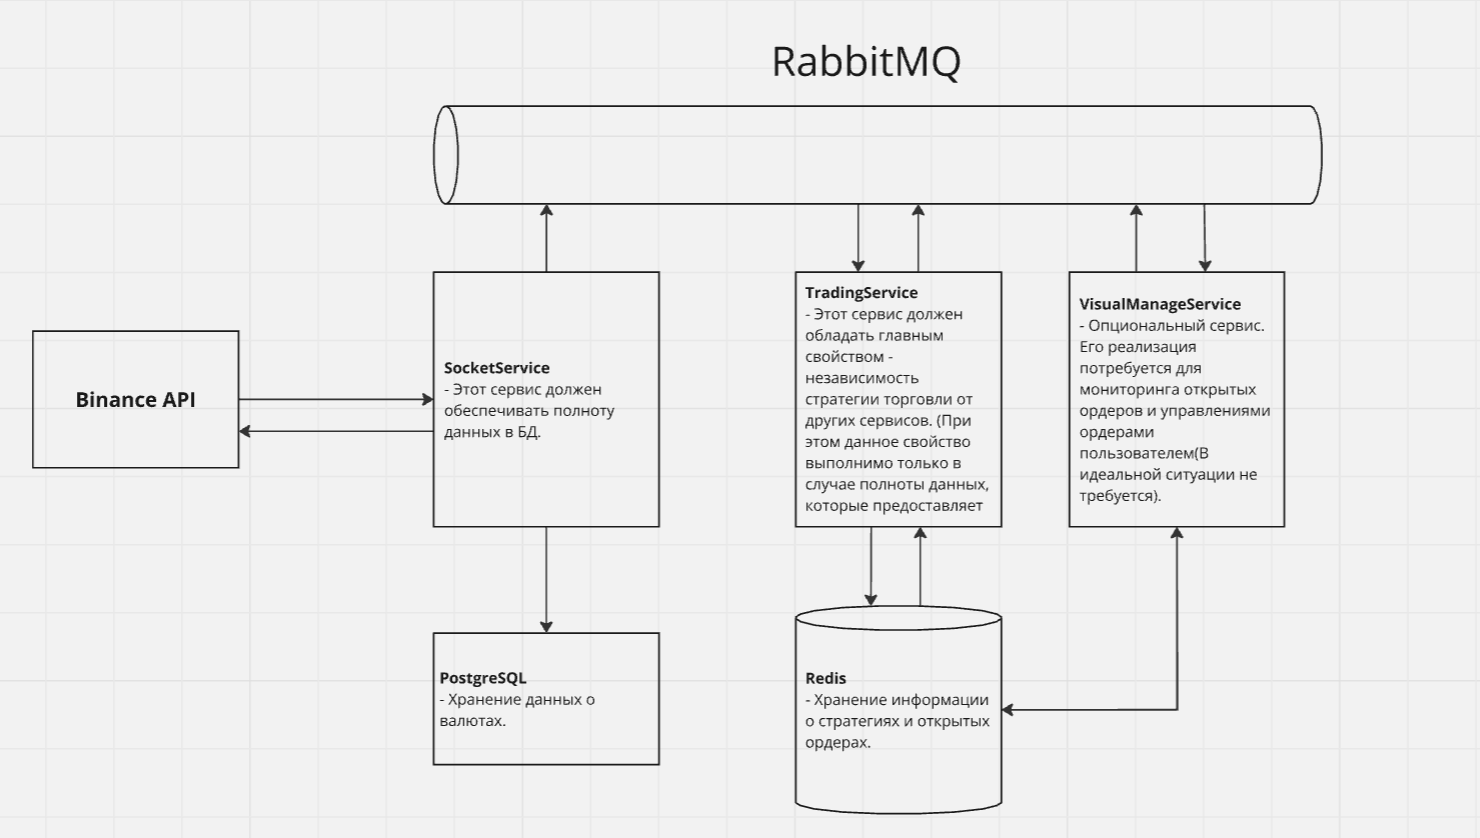 RabbitMQ
Binance API
SocketService
- Этот сервис должен
обеспечивать полноту
данных в БД.
TradingService
- Этот сервис должен
обладать главным
свойством -
независимость
стратегии торговли от
других сервисов. (При
этом данное свойство
выполнимо только в
случае полноты данных,
которые предоставляет
VisualManageService
- Опциональный сервис.
Его реализация
потребуется для
мониторинга открытых
ордеров и управлениями
ордерами
пользователем(В
идеальной ситуации не
требуется).
PostgreSQL
- Хранение данных о
валютах.
Redis
- Хранение информации
о стратегиях и открытых
ордерах.